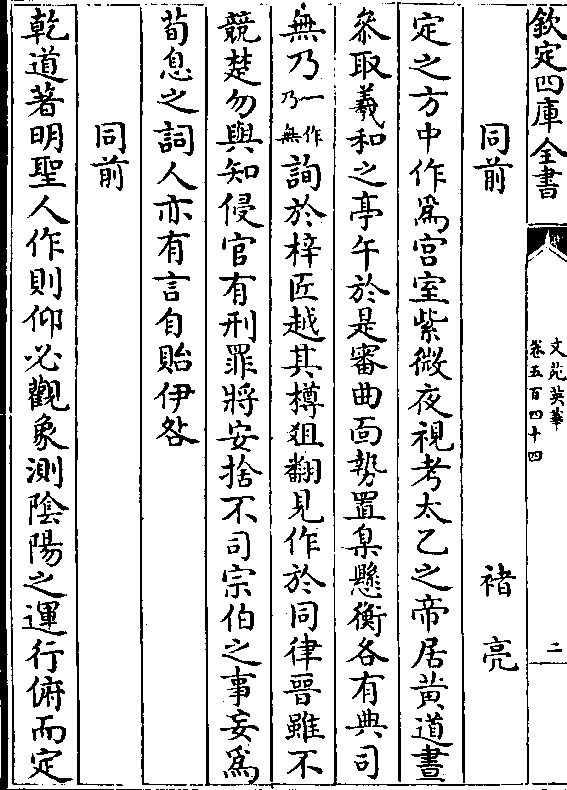 欽定四庫全書
文苑英華
卷五百四十四
二
同前　褚亮
定之方中作為宮室紫微夜視考太乙之帝居黄道晝
叅取羲和之亭午於是審曲面勢置臬懸衡各有典司
無乃一作乃無詢於梓匠越其樽俎翻見作於同律晉雖不
競楚勿與知侵官有刑罪將安捨不司宗伯之事妄為
荀息之詞人亦有言自貽伊咎
同前
乾道著明聖人作則仰必觀象測陰陽之運行俯而定